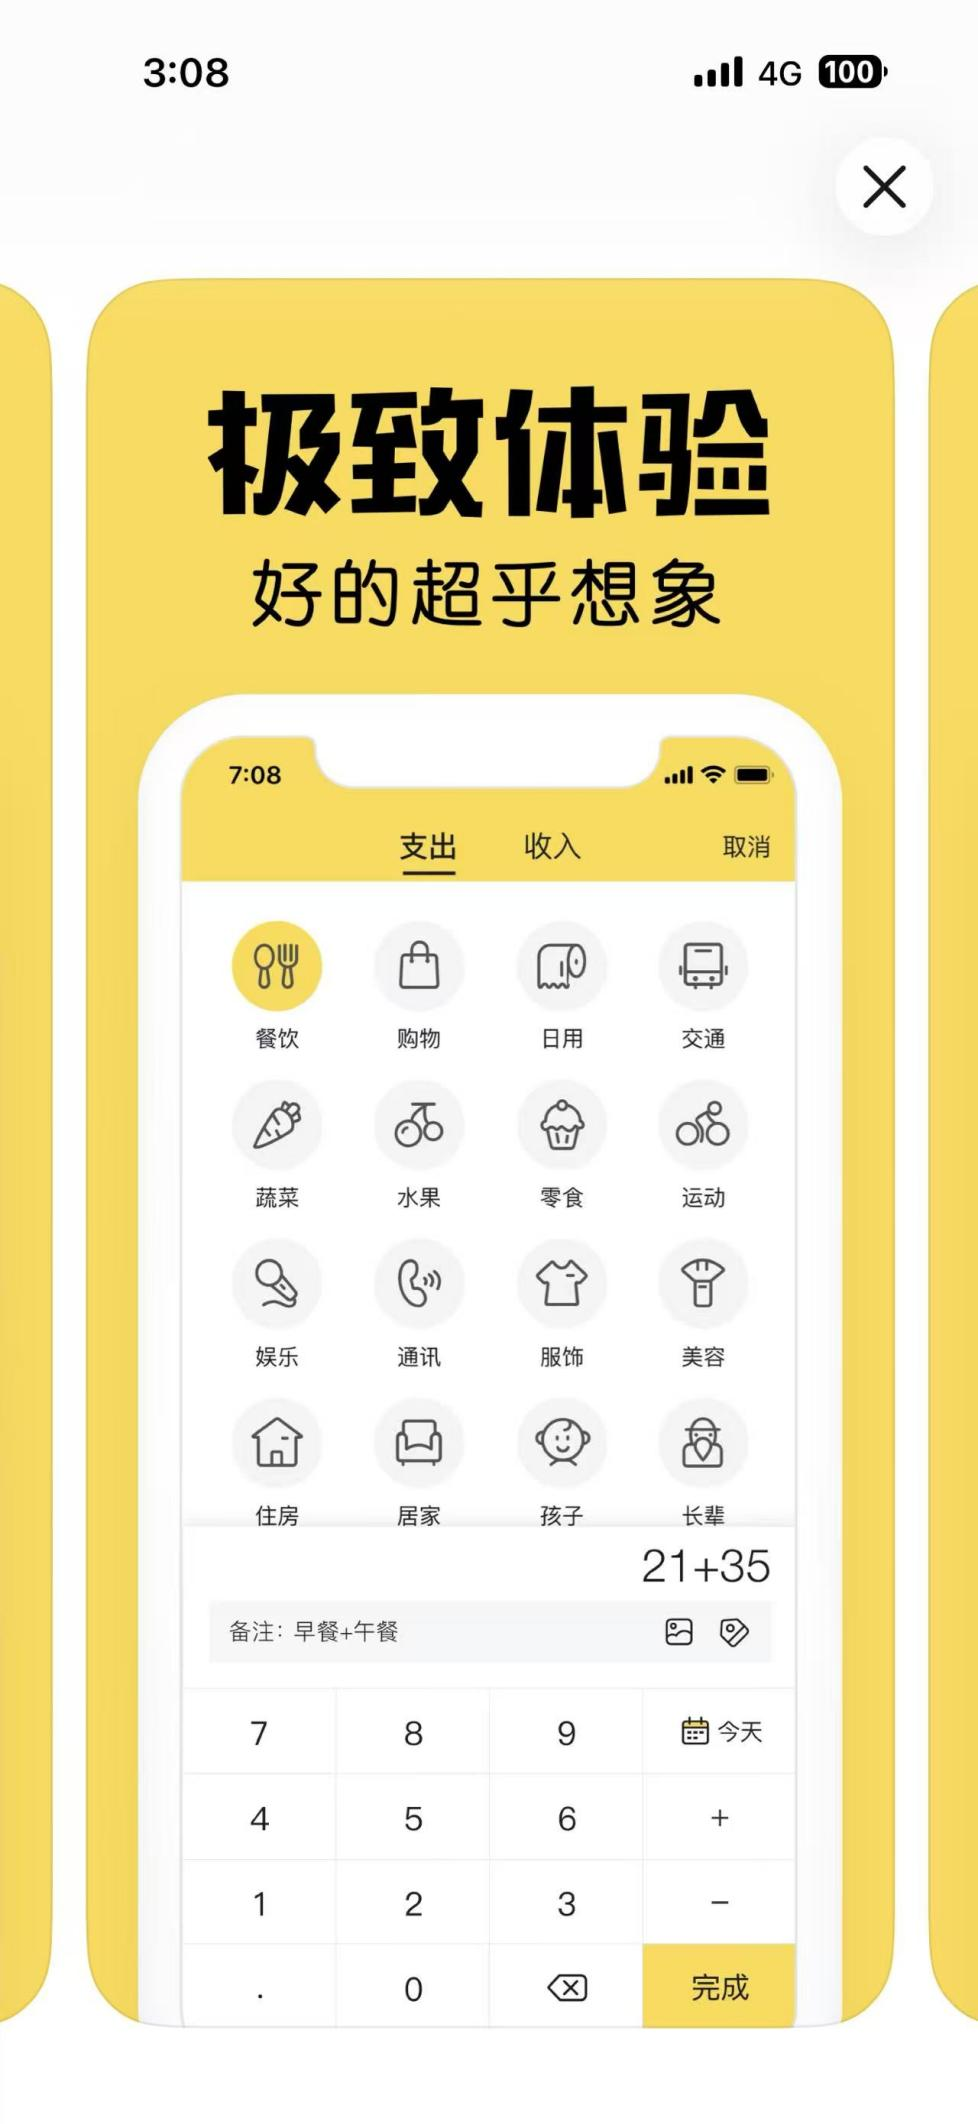 3:08 4G 100
极致体验
好的超乎想象
7:08
支出 收入 取消
餐饮 购物 日用 交通
蔬菜 水果 零食 运动
娱乐 通讯 服饰 美容
住房 居家 孩子 长辈
21+35
备注：早餐+午餐
7 8 9 今天
4 5 6 +
1 2 3 −
. 0 完成